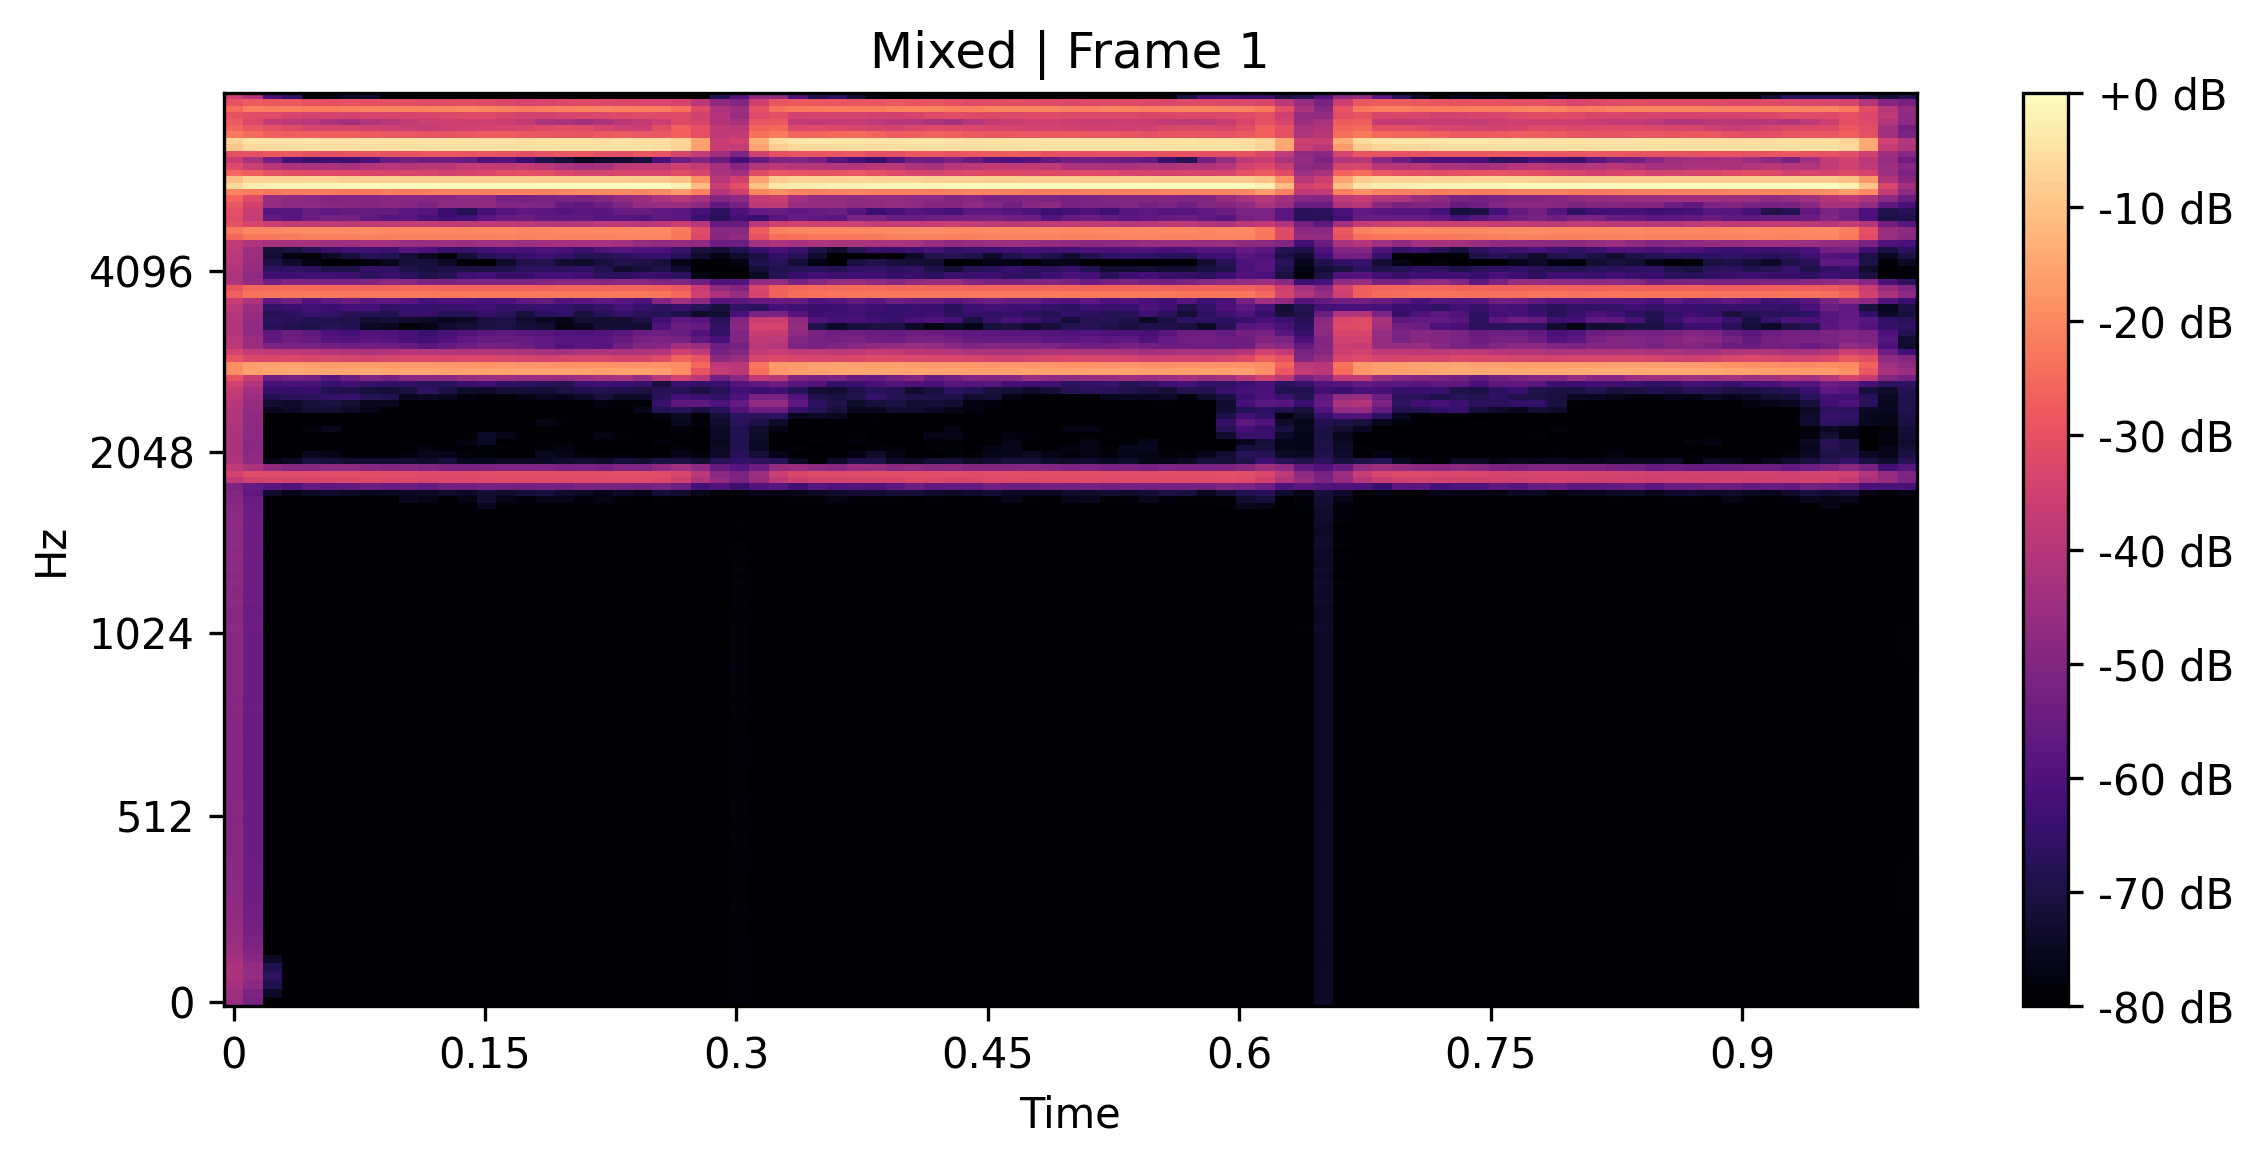 Mixed | Frame 1
+0 dB
-10 dB
4096
-20 dB
-30 dB
2048
-40 dB
Hz
1024
-50 dB
-60 dB
512
-70 dB
0
-80 dB
0 0.15 0.3 0.45 0.6 0.75 0.9
Time